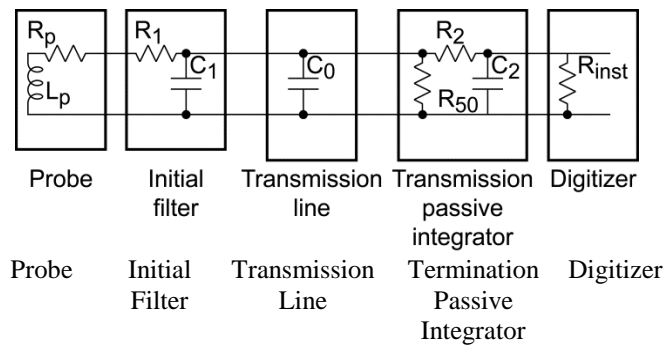 Rp R1 R2
C1 C0 C2 Rinst
Lp R50
Probe Initial Transmission Transmission Digitizer
filter line passive
integrator
Probe Initial Transmission Termination Digitizer
Filter Line Passive
Integrator